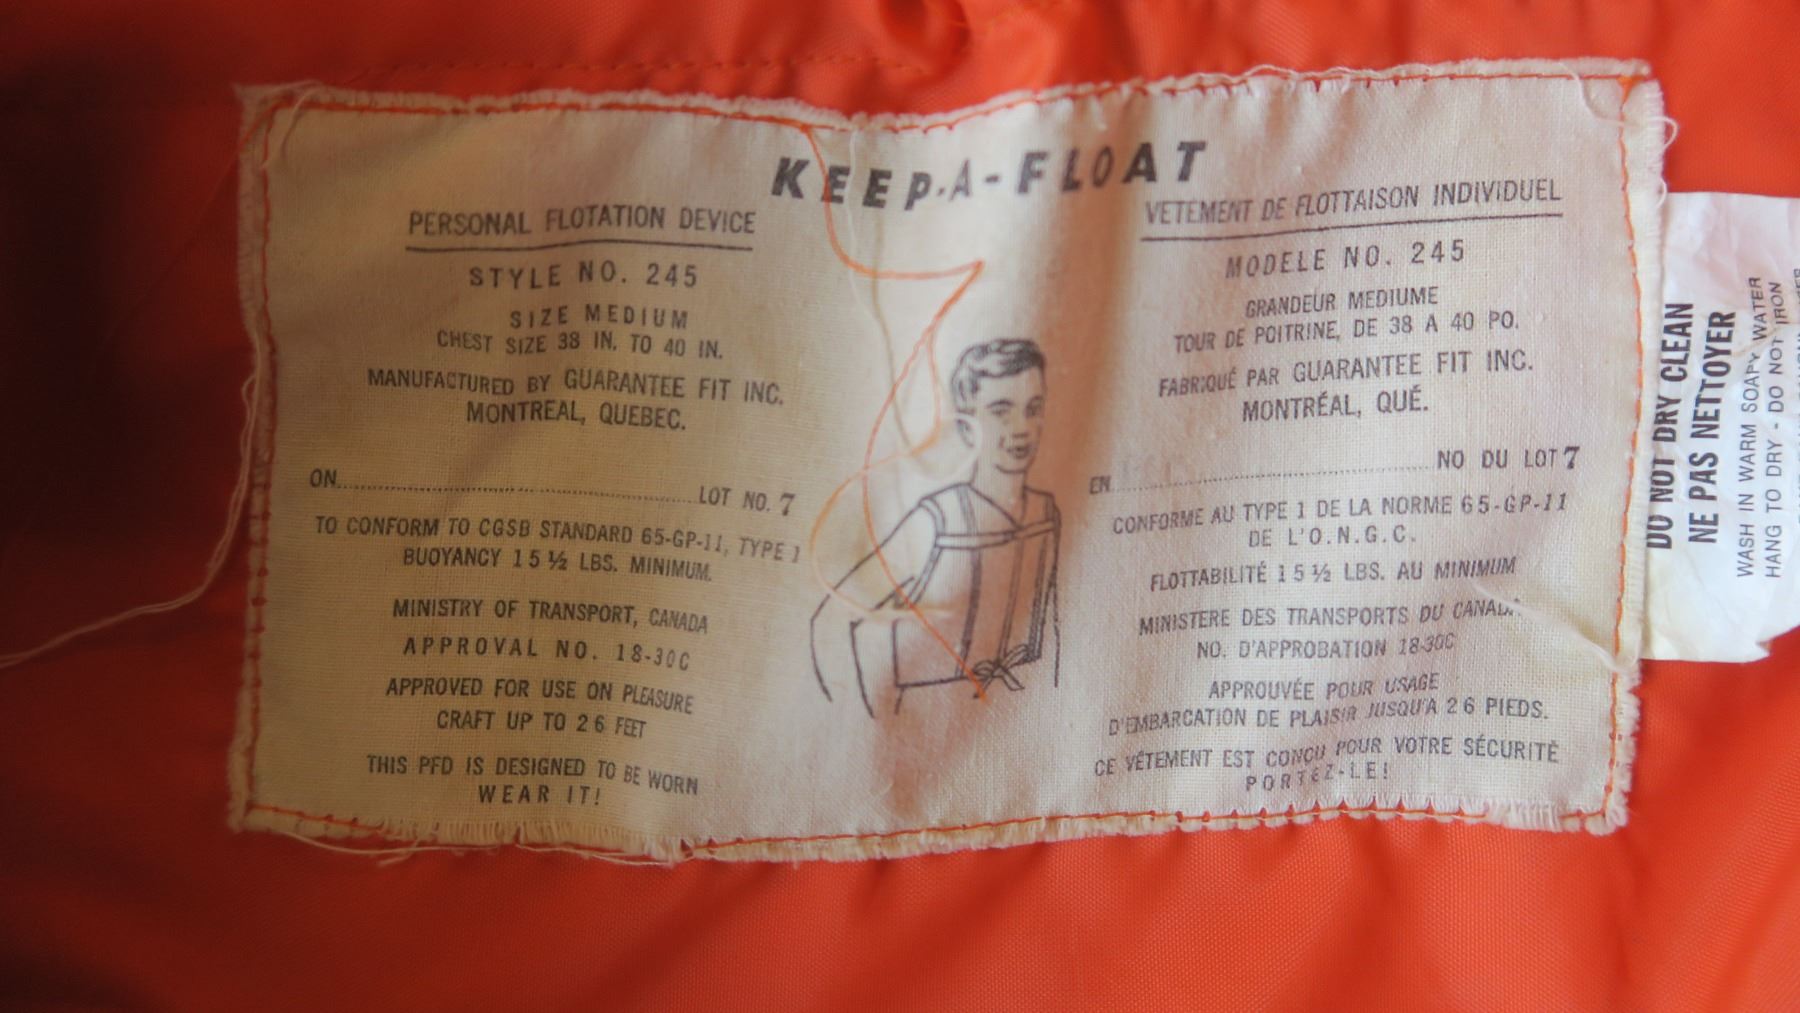 KEEP-A-FLOAT
PERSONAL FLOTATION DEVICE
STYLE NO. 245
SIZE MEDIUM
CHEST SIZE 38 IN. TO 40 IN.
MANUFACTURED BY GUARANTEE FIT INC.
MONTREAL, QUEBEC.
ON LOT NO. 7
TO CONFORM TO CGSB STANDARD 65-GP-11, TYPE 1
BUOYANCY 15 ½ LBS. MINIMUM.
MINISTRY OF TRANSPORT, CANADA
APPROVAL NO. 18-30C
APPROVED FOR USE ON PLEASURE
CRAFT UP TO 26 FEET
THIS PFD IS DESIGNED TO BE WORN
WEAR IT!
VETEMENT DE FLOTTAISON INDIVIDUEL
MODELE NO. 245
GRANDEUR MEDIUME
TOUR DE POITRINE, DE 38 A 40 PO.
FABRIQUÉ PAR GUARANTEE FIT INC.
MONTRÉAL, QUÉ.
EN NO DU LOT 7
CONFORME AU TYPE 1 DE LA NORME 65-GP-11
DE L'O.N.G.C.
FLOTTABILITÉ 15 ½ LBS. AU MINIMUM
MINISTERE DES TRANSPORTS DU CANADA
NO. D'APPROBATION 18-30C
APPROUVÉE POUR USAGE
D'EMBARCATION DE PLAISIR JUSQU'A 26 PIEDS.
CE VÊTEMENT EST CONÇU POUR VOTRE SÉCURITÉ
PORTEZ-LE!
DO NOT DRY CLEAN
NE PAS NETTOYER
WASH IN WARM SOAPY WATER
HANG TO DRY - DO NOT IRON